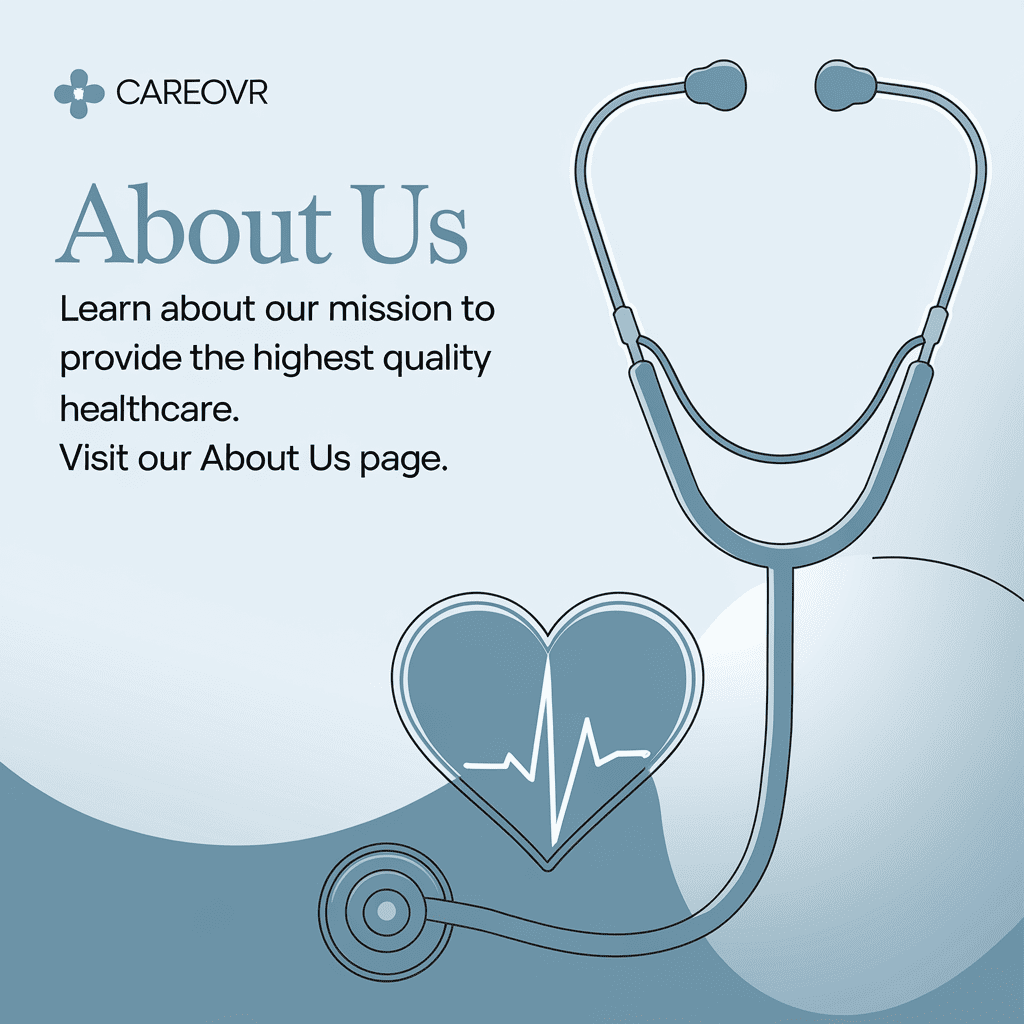 CAREOVR
About Us
Learn about our mission to
provide the highest quality
healthcare.
Visit our About Us page.